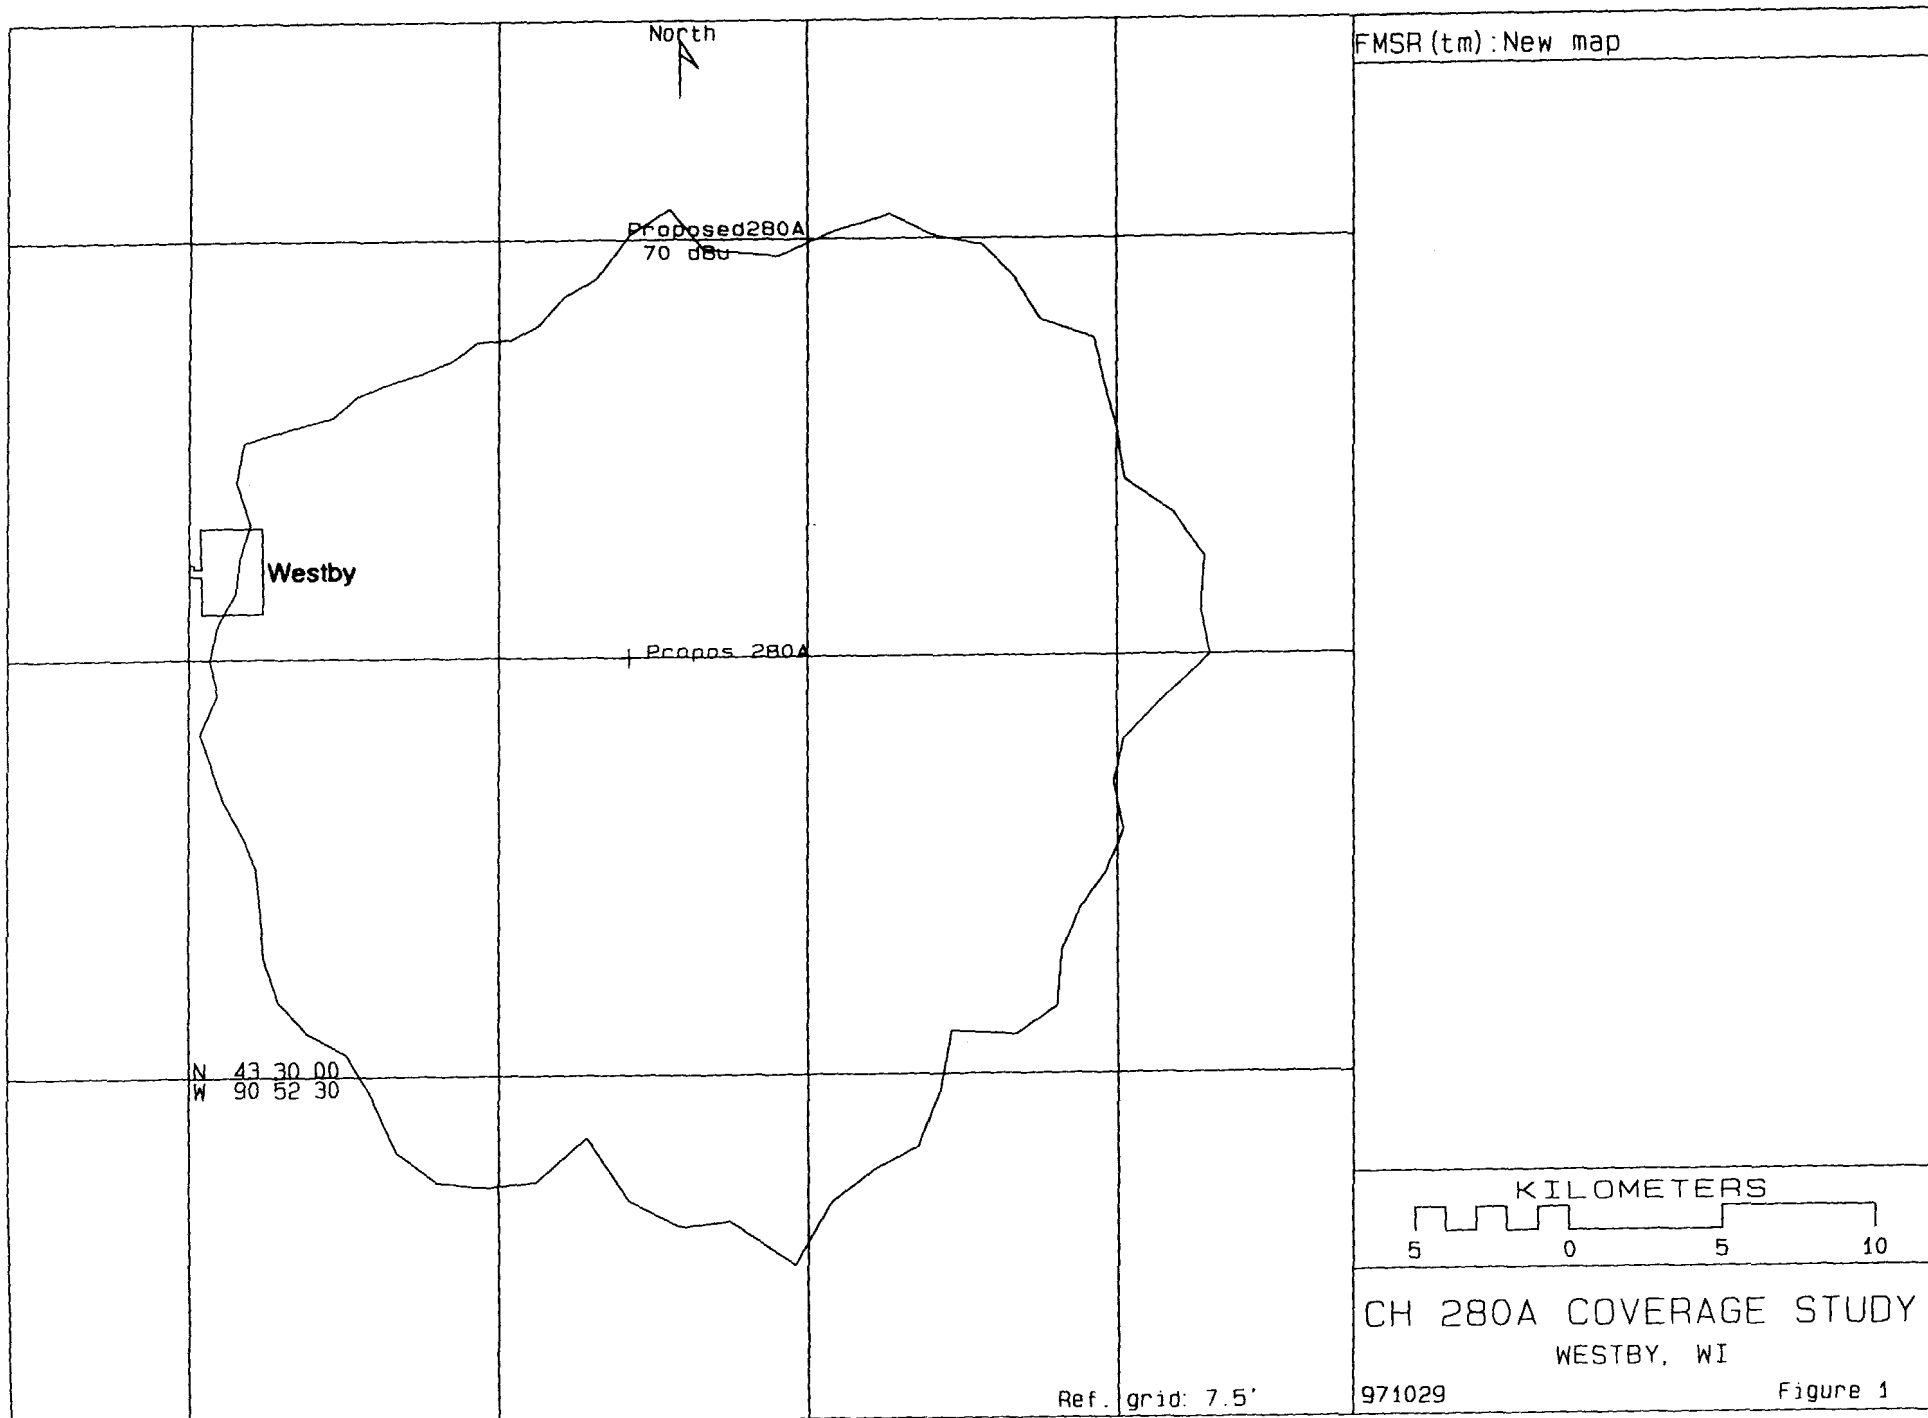 North
FMSR(tm):New map
Proposed280A
70 dBu
Westby
Propos 280A
N 43 30 00
W 90 52 30
KILOMETERS
5 0 5 10
CH 280A COVERAGE STUDY
WESTBY, WI
Ref. grid: 7.5'
971029 Figure 1